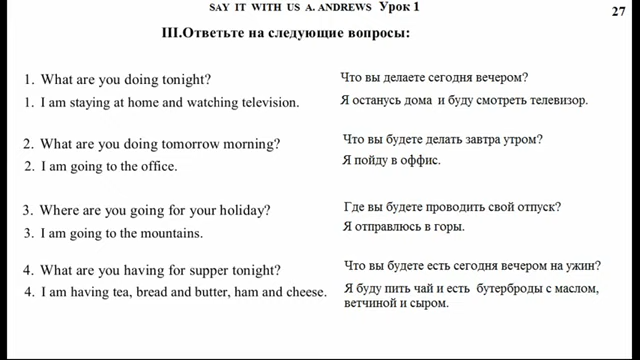 SAY IT WITH US A. ANDREWS Урок 1
27
III.Ответьте на следующие вопросы:
1. What are you doing tonight?
Что вы делаете сегодня вечером?
1. I am staying at home and watching television.
Я останусь дома и буду смотреть телевизор.
2. What are you doing tomorrow morning?
Что вы будете делать завтра утром?
2. I am going to the office.
Я пойду в оффис.
3. Where are you going for your holiday?
Где вы будете проводить свой отпуск?
3. I am going to the mountains.
Я отправлюсь в горы.
4. What are you having for supper tonight?
Что вы будете есть сегодня вечером на ужин?
4. I am having tea, bread and butter, ham and cheese.
Я буду пить чай и есть бутерброды с маслом,
ветчиной и сыром.